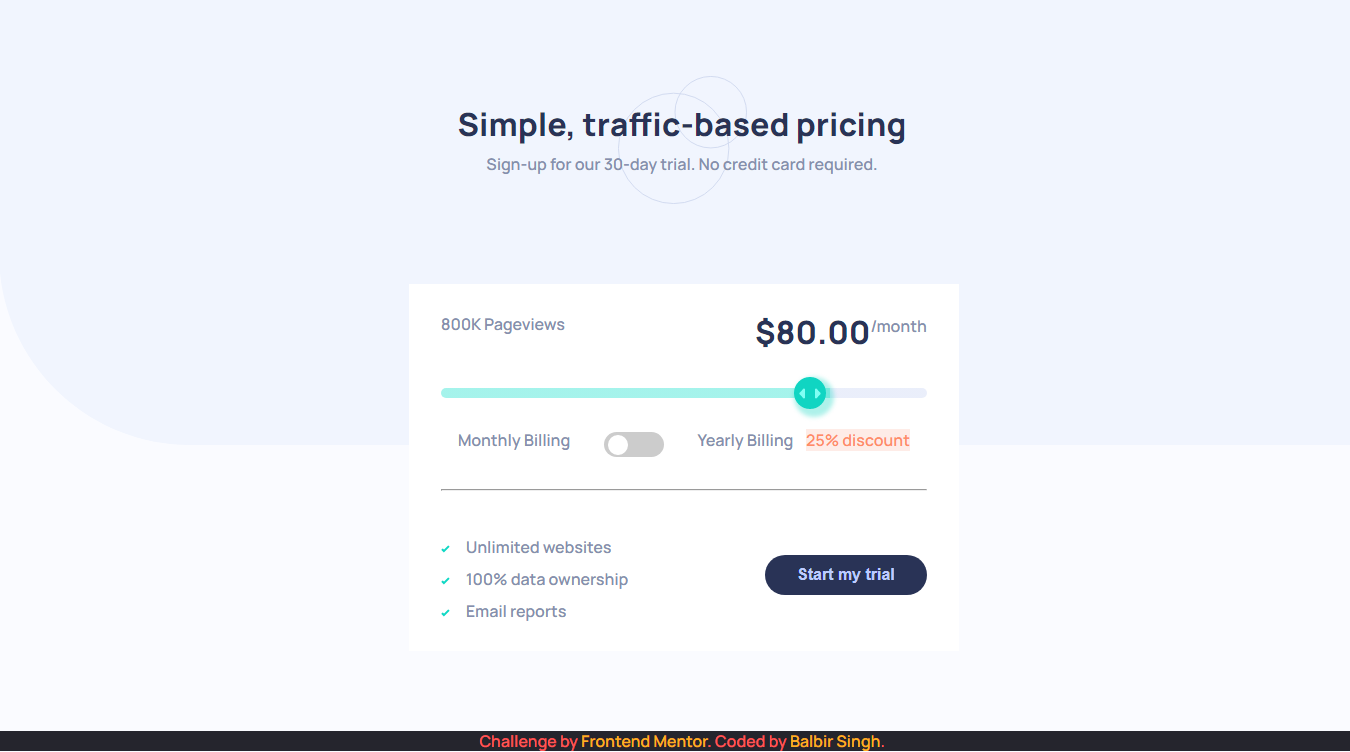 Simple, traffic-based pricing
Sign-up for our 30-day trial. No credit card required.
800K Pageviews
$80.00/month
Monthly Billing
Yearly Billing 25% discount
Unlimited websites
100% data ownership
Email reports
Start my trial
Challenge by Frontend Mentor. Coded by Balbir Singh.